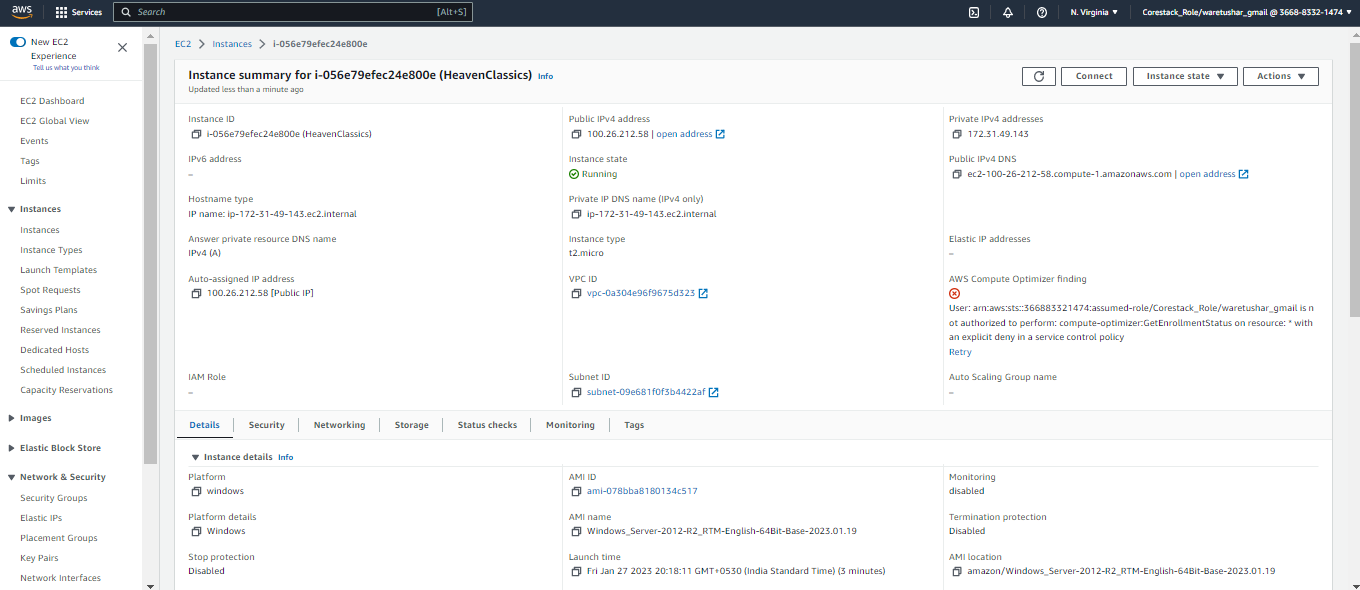 aws Services Search [Alt+S] N. Virginia Corestack_Role/waretushar_gmail @ 3668-8332-1474
New EC2
Experience
Tell us what you think
EC2 Dashboard
EC2 Global View
Events
Tags
Limits
Instances
Instances
Instance Types
Launch Templates
Spot Requests
Savings Plans
Reserved Instances
Dedicated Hosts
Scheduled Instances
Capacity Reservations
Images
Elastic Block Store
Network & Security
Security Groups
Elastic IPs
Placement Groups
Key Pairs
Network Interfaces
EC2 Instances i-056e79efec24e800e
Instance summary for i-056e79efec24e800e (HeavenClassics) Info
Updated less than a minute ago
Connect Instance state Actions
Instance ID
i-056e79efec24e800e (HeavenClassics)
Public IPv4 address
100.26.212.58 | open address
Private IPv4 addresses
172.31.49.143
IPv6 address
–
Instance state
Running
Public IPv4 DNS
ec2-100-26-212-58.compute-1.amazonaws.com | open address
Hostname type
IP name: ip-172-31-49-143.ec2.internal
Private IP DNS name (IPv4 only)
ip-172-31-49-143.ec2.internal
Answer private resource DNS name
IPv4 (A)
Instance type
t2.micro
Elastic IP addresses
–
Auto-assigned IP address
100.26.212.58 [Public IP]
VPC ID
vpc-0a304e96f9675d323
AWS Compute Optimizer finding
User: arn:aws:sts::366883321474:assumed-role/Corestack_Role/waretushar_gmail is n
ot authorized to perform: compute-optimizer:GetEnrollmentStatus on resource: * with
an explicit deny in a service control policy
Retry
IAM Role
–
Subnet ID
subnet-09e681f0f3b4422af
Auto Scaling Group name
–
Details Security Networking Storage Status checks Monitoring Tags
Instance details Info
Platform
windows
AMI ID
ami-078bba8180134c517
Monitoring
disabled
Platform details
Windows
AMI name
Windows_Server-2012-R2_RTM-English-64Bit-Base-2023.01.19
Termination protection
Disabled
Stop protection
Disabled
Launch time
Fri Jan 27 2023 20:18:11 GMT+0530 (India Standard Time) (3 minutes)
AMI location
amazon/Windows_Server-2012-R2_RTM-English-64Bit-Base-2023.01.19